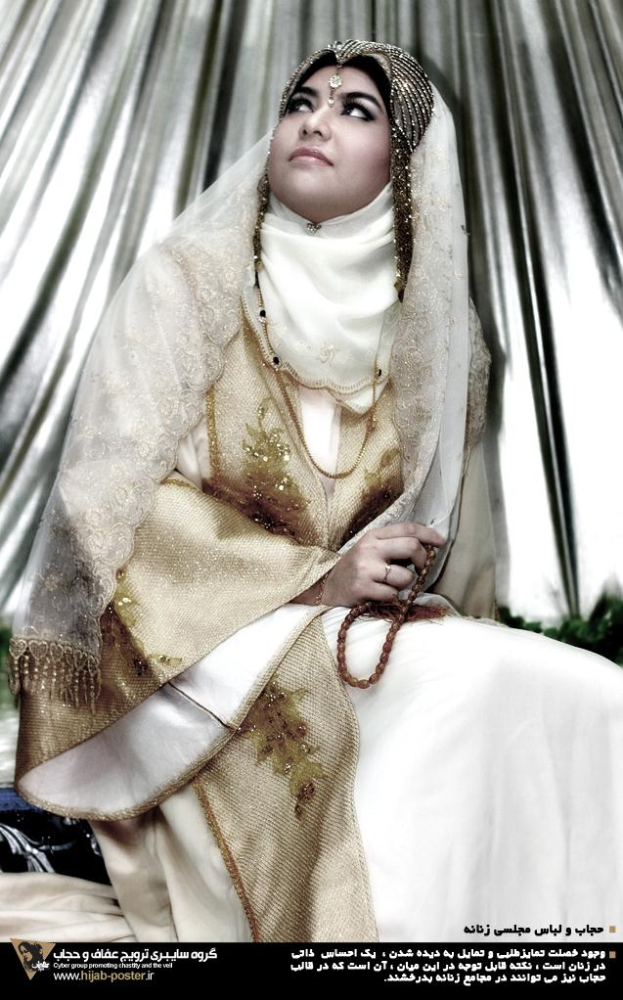 حجاب و لباس مجلسی زنانه
وجود خصلت تمایزطلبی و تمایل به دیده شدن ، یک احساس ذاتی
در زنان است ، نکته قابل توجه در این میان ، آن است که در قالب
حجاب نیز می توانند در مجامع زنانه بدرخشند.
گروه سایبری ترویج عفاف و حجاب
Cyber group promoting chastity and the veil
www.hijab-poster.ir